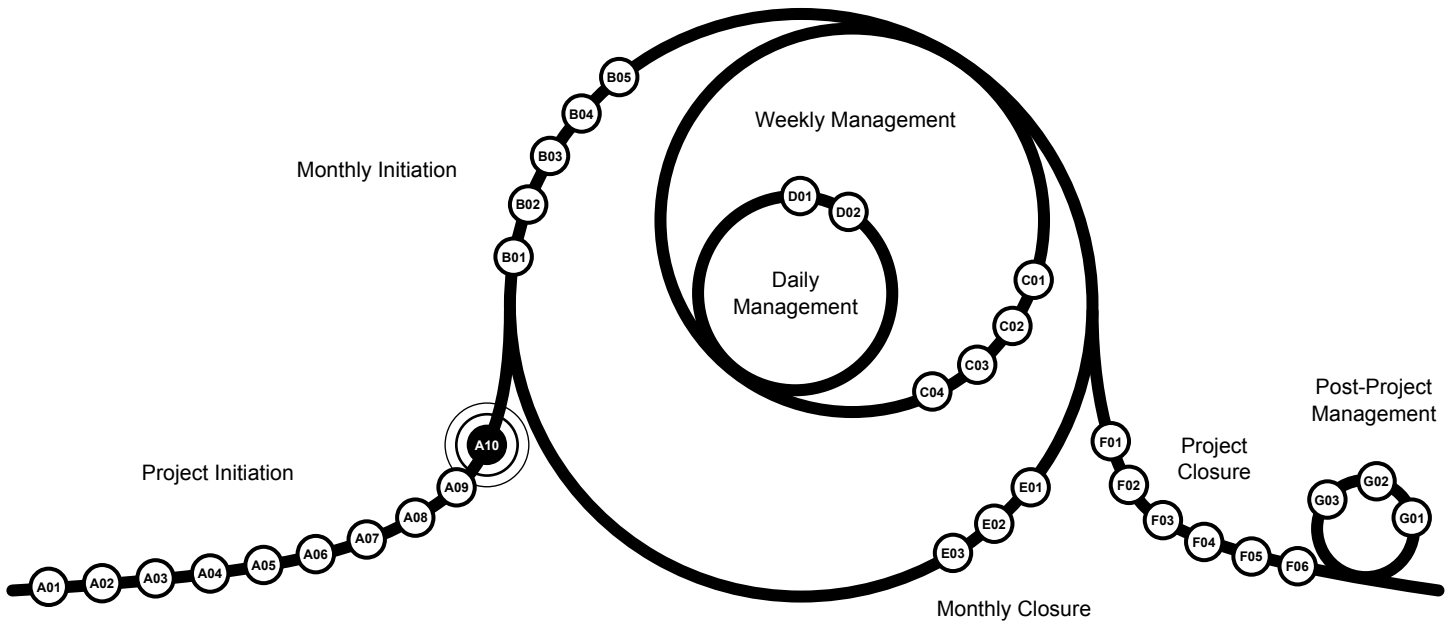 Monthly Initiation
Weekly Management
Daily
Management
Project Initiation
Monthly Closure
Project
Closure
Post-Project
Management
A01
A02
A03
A04
A05
A06
A07
A08
A09
A10
B01
B02
B03
B04
B05
C01
C02
C03
C04
D01
D02
E01
E02
E03
F01
F02
F03
F04
F05
F06
G01
G02
G03